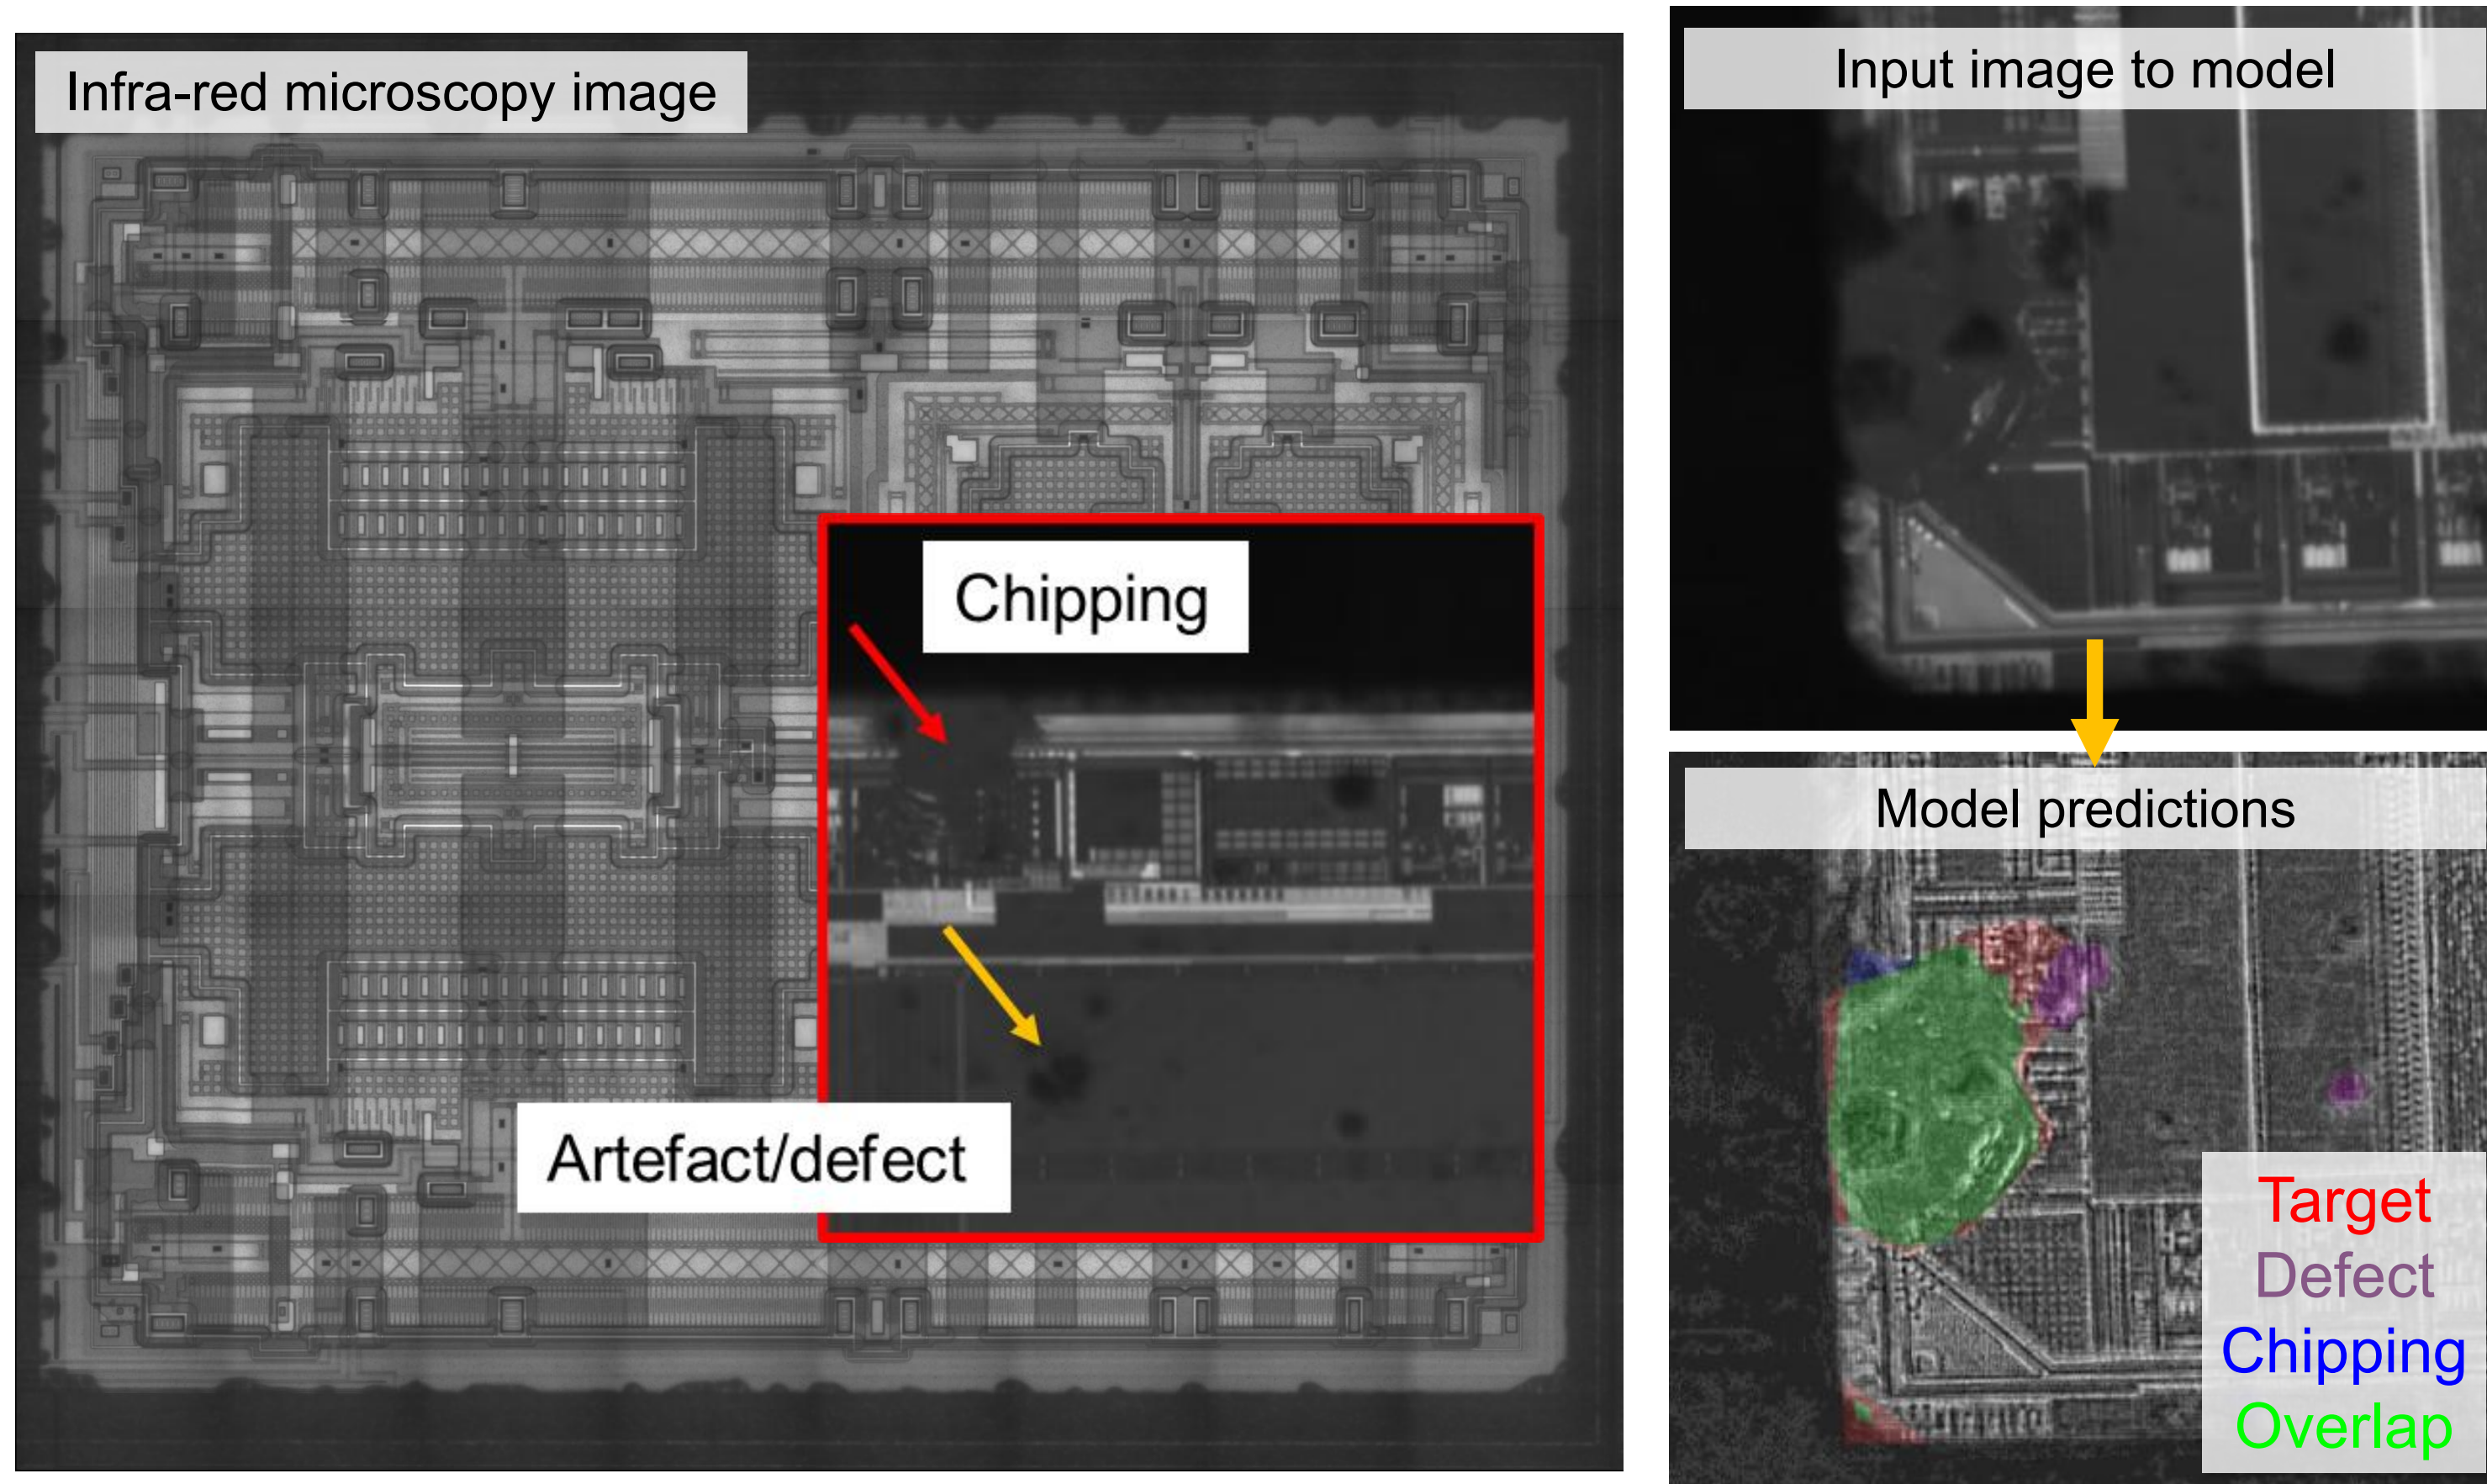 Infra-red microscopy image
Chipping
Artefact/defect
Input image to model
Model predictions
Target
Defect
Chipping
Overlap